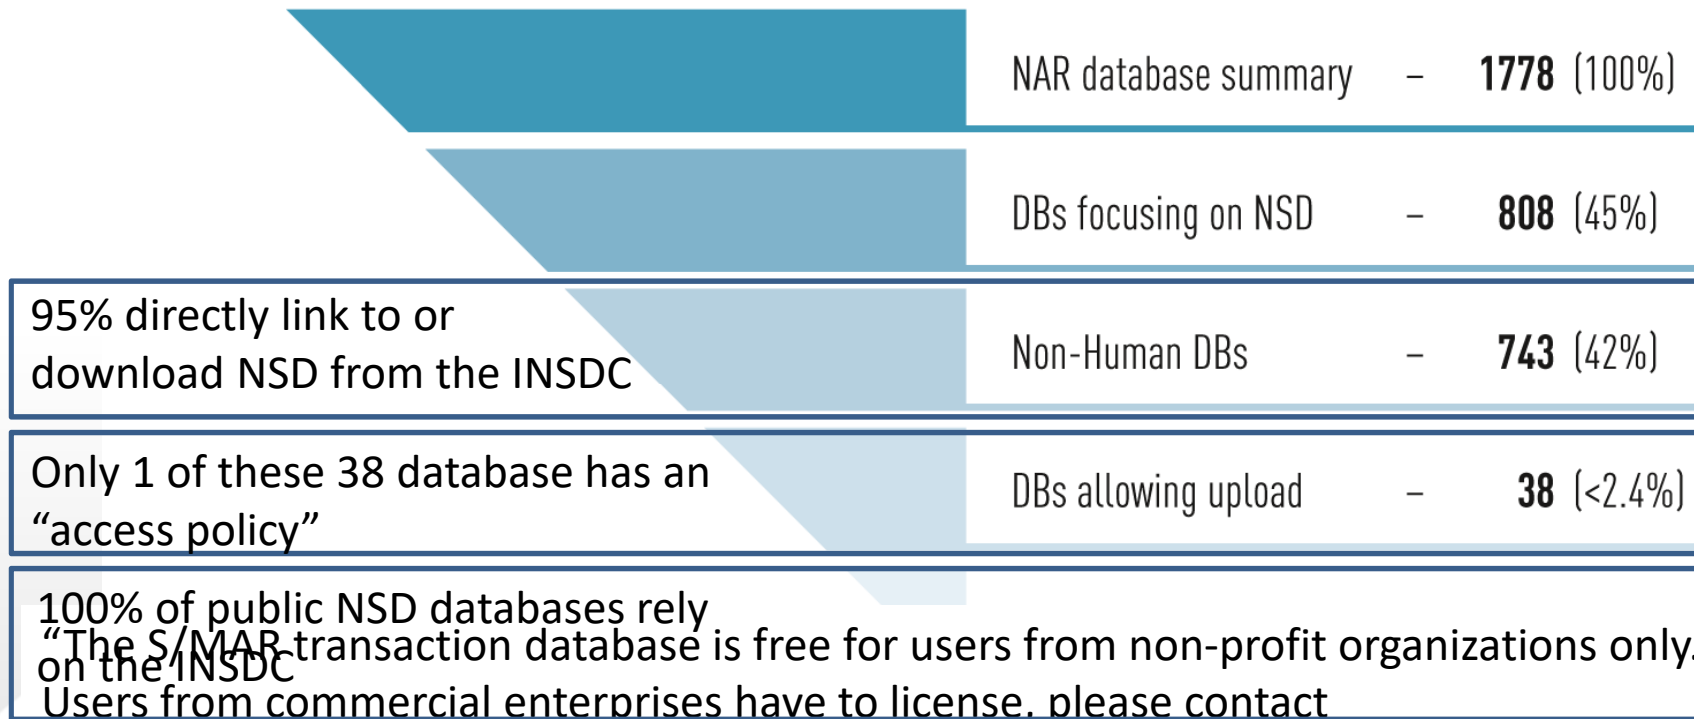 NAR database summary – 1778 (100%)
DBs focusing on NSD – 808 (45%)
95% directly link to or
download NSD from the INSDC
Non-Human DBs – 743 (42%)
Only 1 of these 38 database has an
“access policy”
DBs allowing upload – 38 (<2.4%)
100% of public NSD databases rely
on the INSDC
“The S/MAR transaction database is free for users from non-profit organizations only.
Users from commercial enterprises have to license, please contact